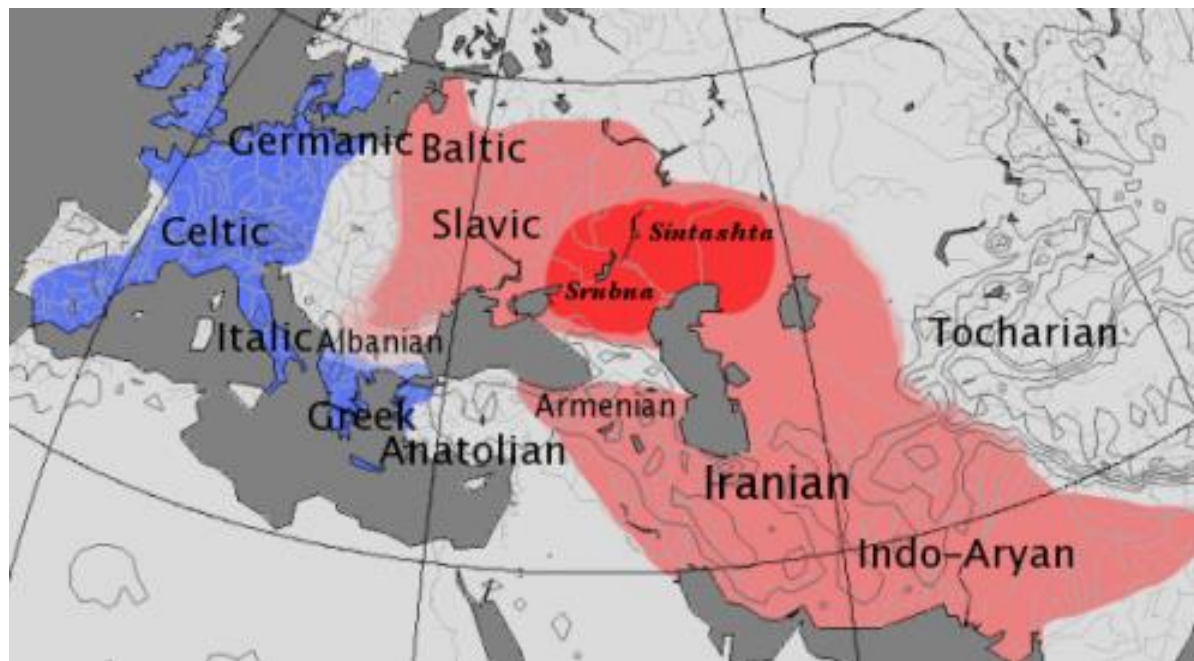 Germanic
Baltic
Celtic
Slavic
Sintashta
Srubna
Italic
Albanian
Tocharian
Greek
Armenian
Anatolian
Iranian
Indo-Aryan